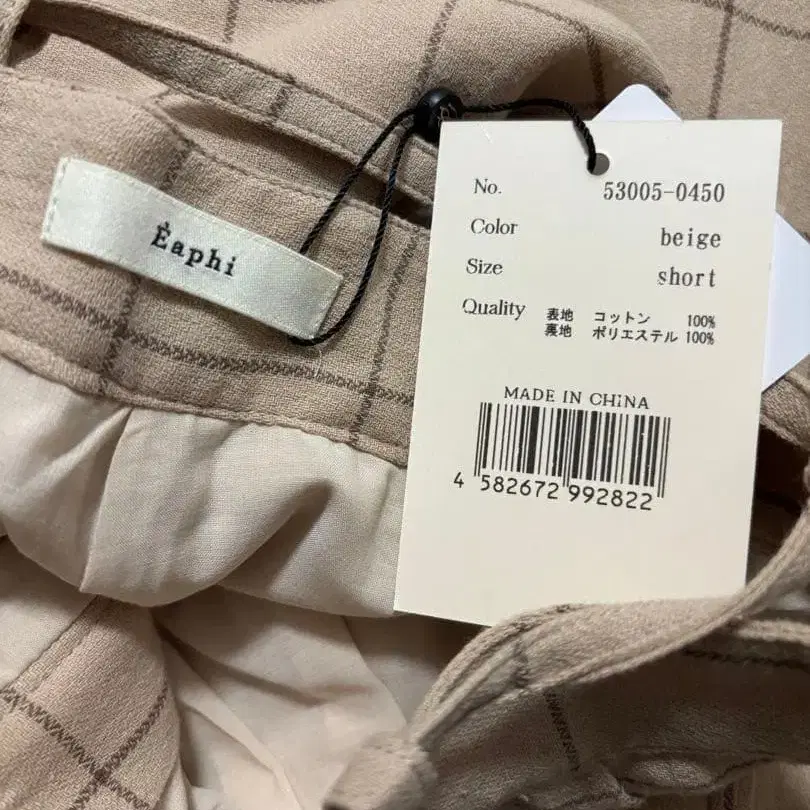 Ėaphi
No. 53005-0450
Color beige
Size short
Quality 表地 コットン 100%
裏地 ポリエステル 100%
MADE IN CHINA
4 582672 992822